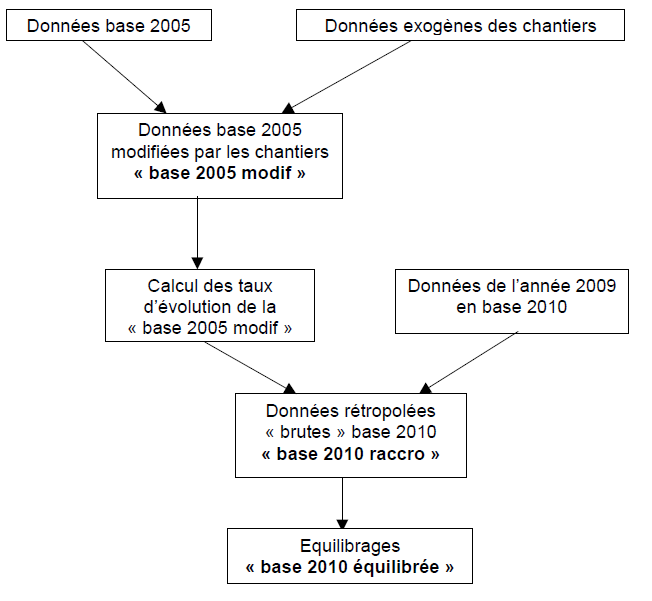 Données base 2005
Données exogènes des chantiers
Données base 2005
modifiées par les chantiers
« base 2005 modif »
Calcul des taux
d’évolution de la
« base 2005 modif »
Données de l’année 2009
en base 2010
Données rétropolées
« brutes » base 2010
« base 2010 raccro »
Equilibrages
« base 2010 équilibrée »